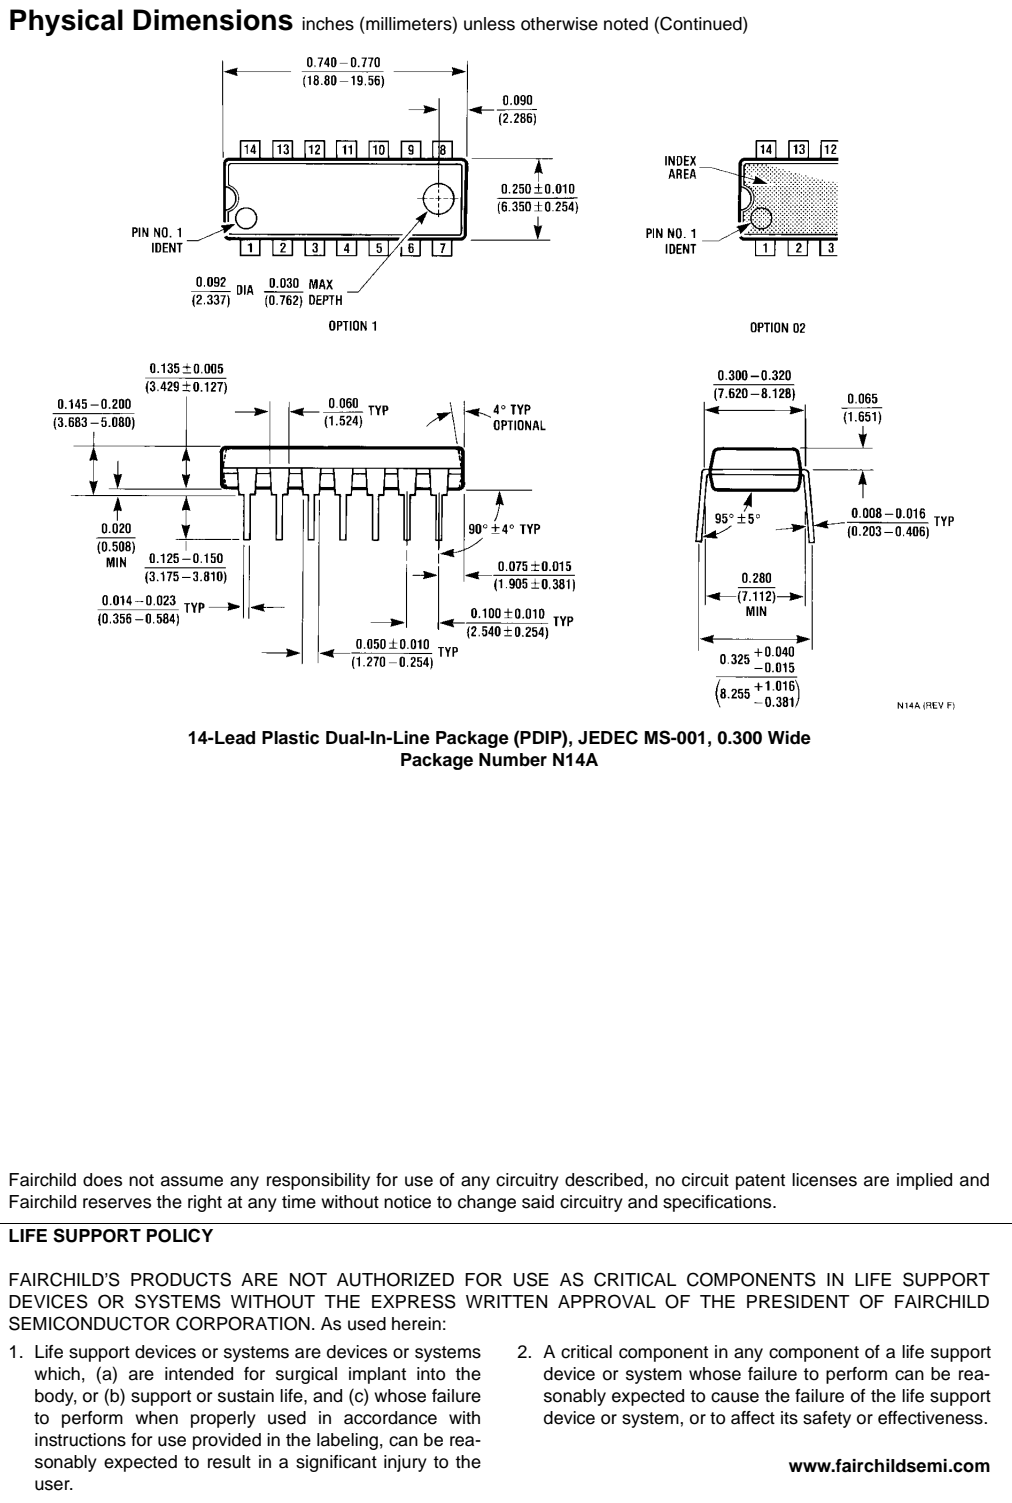 Physical Dimensions inches (millimeters) unless otherwise noted (Continued)
0.740 – 0.770
(18.80 – 19.56)
0.090
(2.286)
14 13 12 11 10 9 8
0.250 ± 0.010
(6.350 ± 0.254)
PIN NO. 1
IDENT
1 2 3 4 5 6 7
0.092
(2.337)
DIA
0.030
(0.762)
MAX
DEPTH
OPTION 1
14 13 12
INDEX
AREA
PIN NO. 1
IDENT
1 2 3
OPTION 02
0.135 ± 0.005
(3.429 ± 0.127)
0.145 – 0.200
(3.683 – 5.080)
0.060
(1.524)
TYP
4° TYP
OPTIONAL
0.020
(0.508)
MIN
0.125 – 0.150
(3.175 – 3.810)
90° ± 4° TYP
0.075 ± 0.015
(1.905 ± 0.381)
0.014 – 0.023
(0.356 – 0.584)
TYP
0.100 ± 0.010
(2.540 ± 0.254)
TYP
0.050 ± 0.010
(1.270 – 0.254)
TYP
0.300 – 0.320
(7.620 – 8.128)
0.065
(1.651)
95° ± 5°
0.008 – 0.016
(0.203 – 0.406)
TYP
0.280
(7.112)
MIN
0.325 +0.040
–0.015
(8.255 +1.016
–0.381)
N14A (REV F)
14-Lead Plastic Dual-In-Line Package (PDIP), JEDEC MS-001, 0.300 Wide
Package Number N14A
Fairchild does not assume any responsibility for use of any circuitry described, no circuit patent licenses are implied and
Fairchild reserves the right at any time without notice to change said circuitry and specifications.
LIFE SUPPORT POLICY
FAIRCHILD'S PRODUCTS ARE NOT AUTHORIZED FOR USE AS CRITICAL COMPONENTS IN LIFE SUPPORT
DEVICES OR SYSTEMS WITHOUT THE EXPRESS WRITTEN APPROVAL OF THE PRESIDENT OF FAIRCHILD
SEMICONDUCTOR CORPORATION. As used herein:
1. Life support devices or systems are devices or systems
which, (a) are intended for surgical implant into the
body, or (b) support or sustain life, and (c) whose failure
to perform when properly used in accordance with
instructions for use provided in the labeling, can be rea-
sonably expected to result in a significant injury to the
user.
2. A critical component in any component of a life support
device or system whose failure to perform can be rea-
sonably expected to cause the failure of the life support
device or system, or to affect its safety or effectiveness.
www.fairchildsemi.com